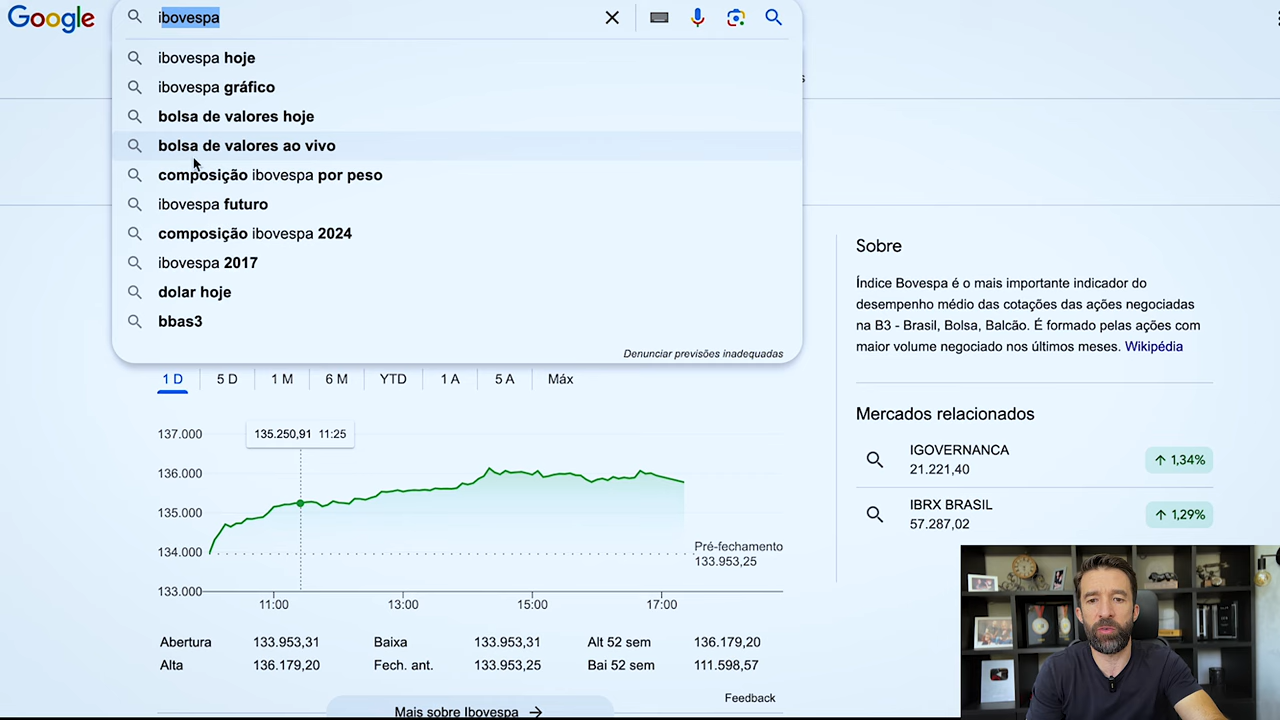 Google
ibovespa
ibovespa hoje
ibovespa gráfico
bolsa de valores hoje
bolsa de valores ao vivo
composição ibovespa por peso
ibovespa futuro
composição ibovespa 2024
ibovespa 2017
dolar hoje
bbas3
Denunciar previsões inadequadas
1 D 5 D 1 M 6 M YTD 1 A 5 A Máx
135.250,91 11:25
137.000
136.000
135.000
134.000
133.000
Pré-fechamento
133.953,25
11:00 13:00 15:00 17:00
Abertura 133.953,31 Baixa 133.953,31 Alt 52 sem 136.179,20
Alta 136.179,20 Fech. ant. 133.953,25 Bai 52 sem 111.598,57
Feedback
Mais sobre Ibovespa →
Sobre
Índice Bovespa é o mais importante indicador do
desempenho médio das cotações das ações negociadas
na B3 - Brasil, Bolsa, Balcão. É formado pelas ações com
maior volume negociado nos últimos meses. Wikipédia
Mercados relacionados
IGOVERNANCA
21.221,40
↑ 1,34%
IBRX BRASIL
57.287,02
↑ 1,29%